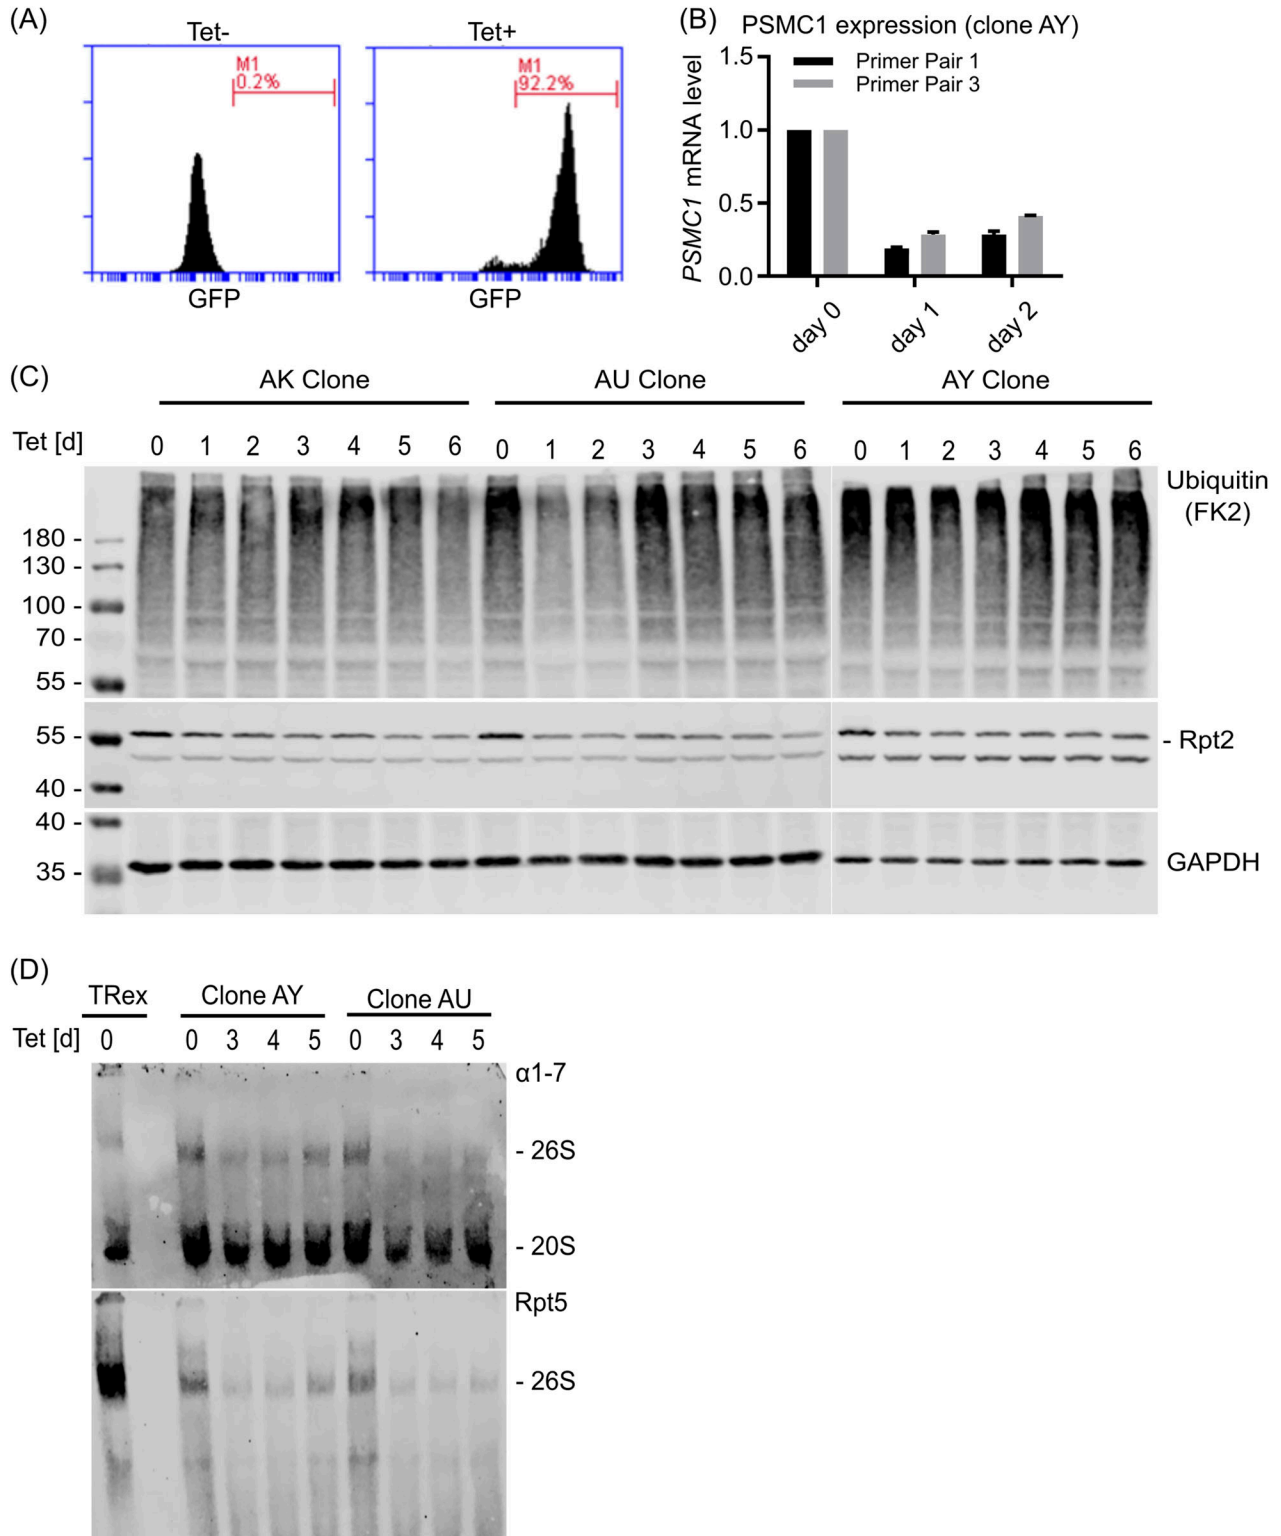 (A)
Tet-
Tet+
M1
0.2%
M1
92.2%
GFP
GFP
(B)
PSMC1 expression (clone AY)
Primer Pair 1
Primer Pair 3
PSMC1 mRNA level
1.5
1.0
0.5
0.0
day 0
day 1
day 2
(C)
AK Clone
AU Clone
AY Clone
Tet [d]
0 1 2 3 4 5 6 0 1 2 3 4 5 6 0 1 2 3 4 5 6
Ubiquitin
(FK2)
180 -
130 -
100 -
70 -
55 -
55 -
- Rpt2
40 -
40 -
35 -
GAPDH
(D)
TRex
Clone AY
Clone AU
Tet [d]
0 0 3 4 5 0 3 4 5
α1-7
- 26S
- 20S
Rpt5
- 26S